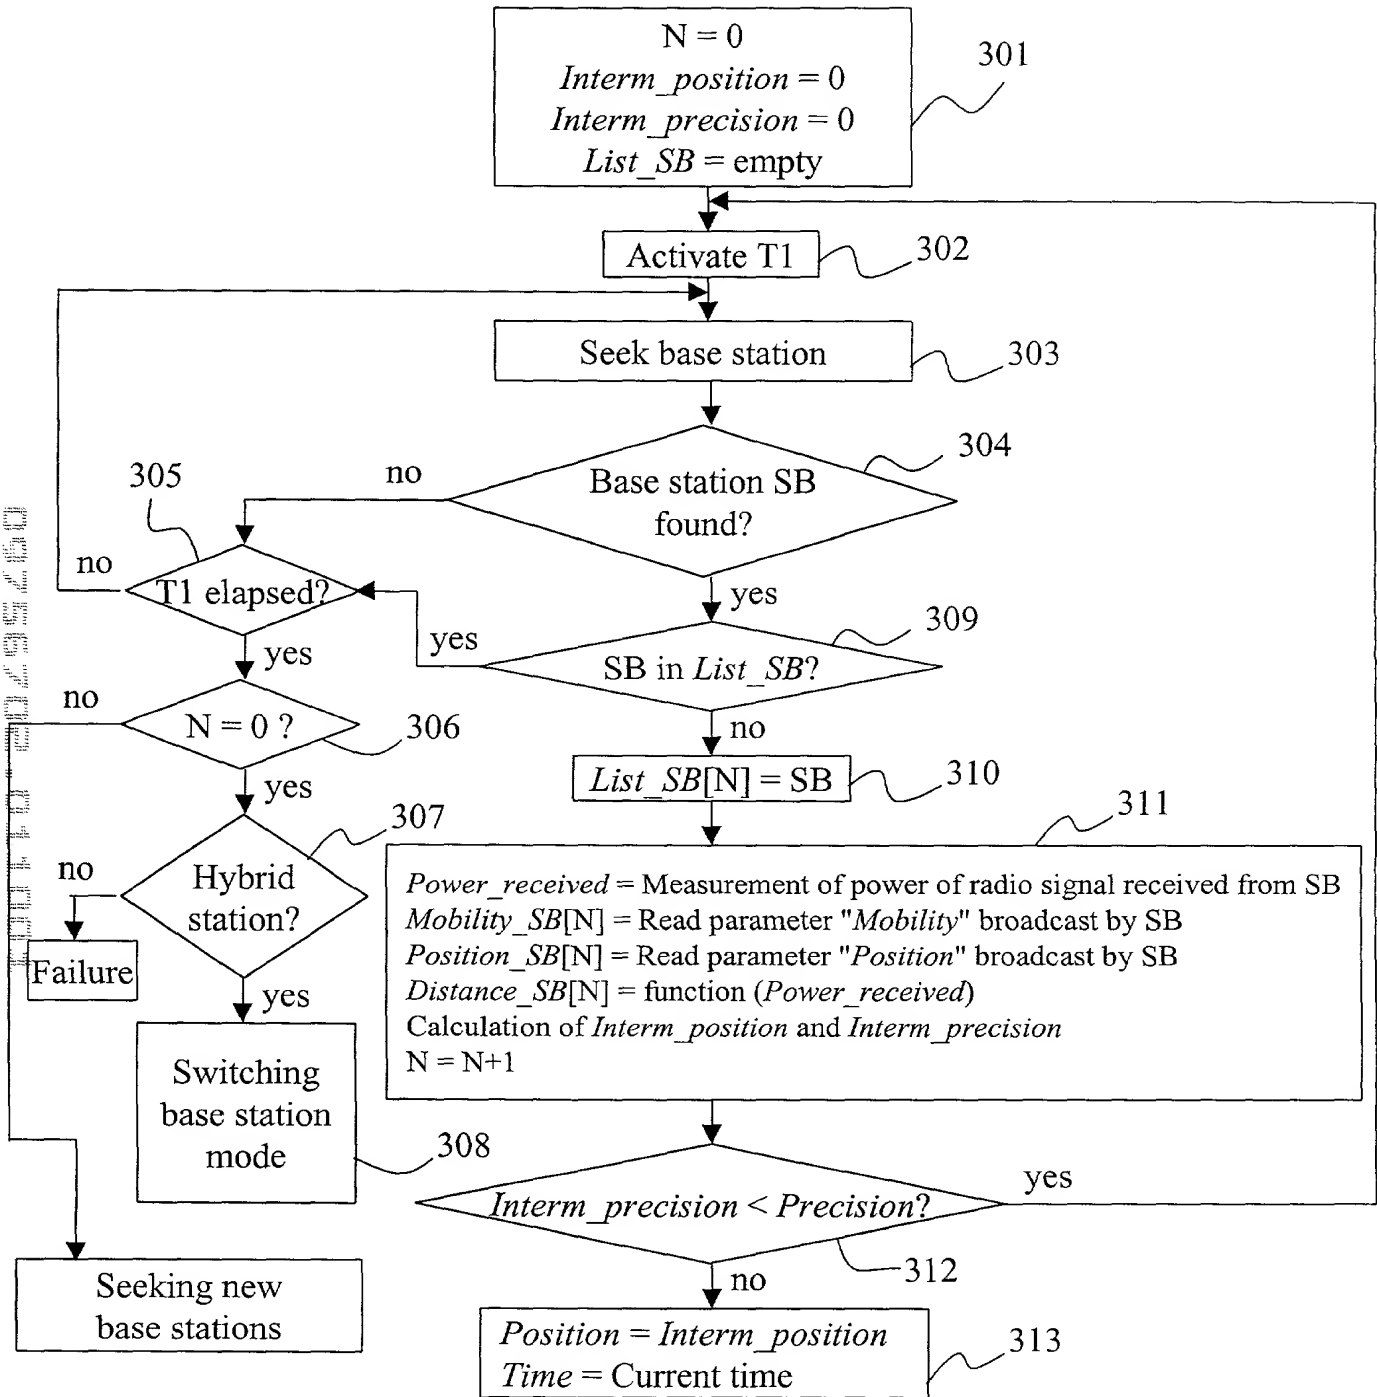 N = 0
Interm_position = 0
Interm_precision = 0
List_SB = empty
301
Activate T1
302
Seek base station
303
304
Base station SB
found?
no
305
T1 elapsed?
no
yes
yes
309
SB in List_SB?
yes
no
N = 0 ?
306
no
yes
List_SB[N] = SB
310
307
Hybrid
station?
no
Failure
yes
311
Power_received = Measurement of power of radio signal received from SB
Mobility_SB[N] = Read parameter "Mobility" broadcast by SB
Position_SB[N] = Read parameter "Position" broadcast by SB
Distance_SB[N] = function (Power_received)
Calculation of Interm_position and Interm_precision
N = N+1
Switching
base station
mode
308
Interm_precision < Precision?
yes
312
no
Seeking new
base stations
Position = Interm_position
Time = Current time
313